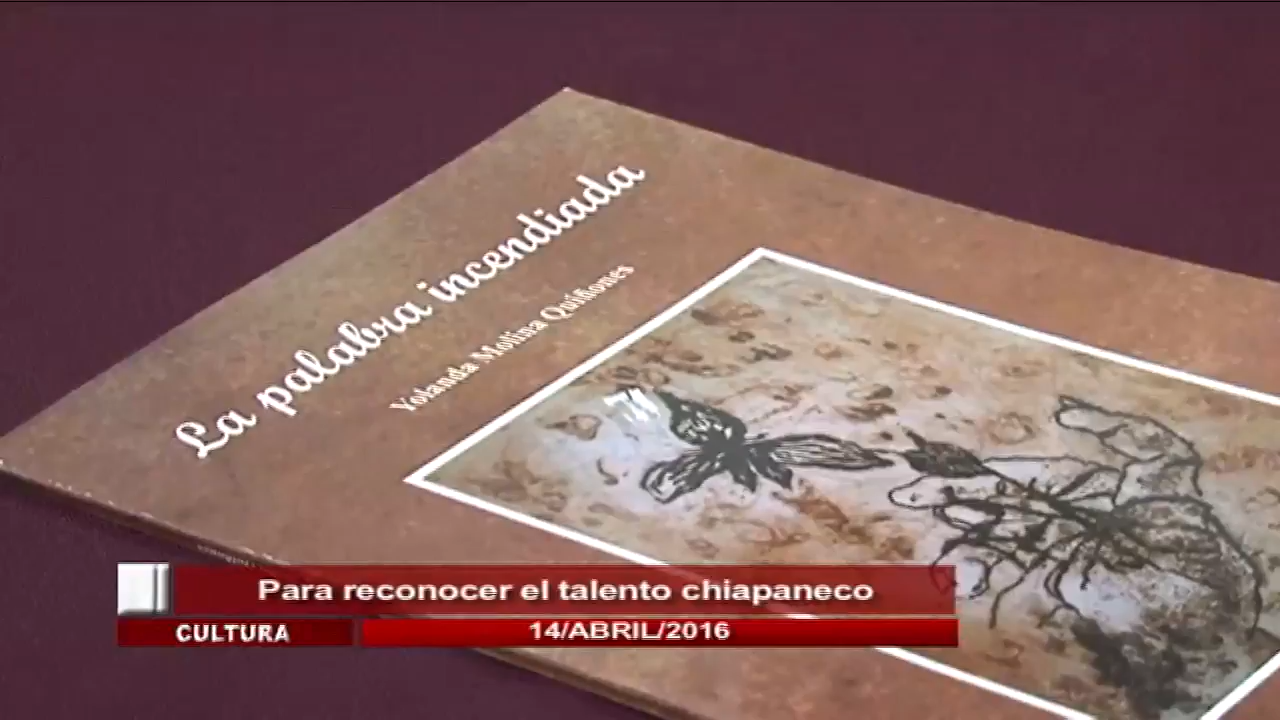 La palabra incendiada
Yolanda Molina Quiñones
Para reconocer el talento chiapaneco
CULTURA
14/ABRIL/2016